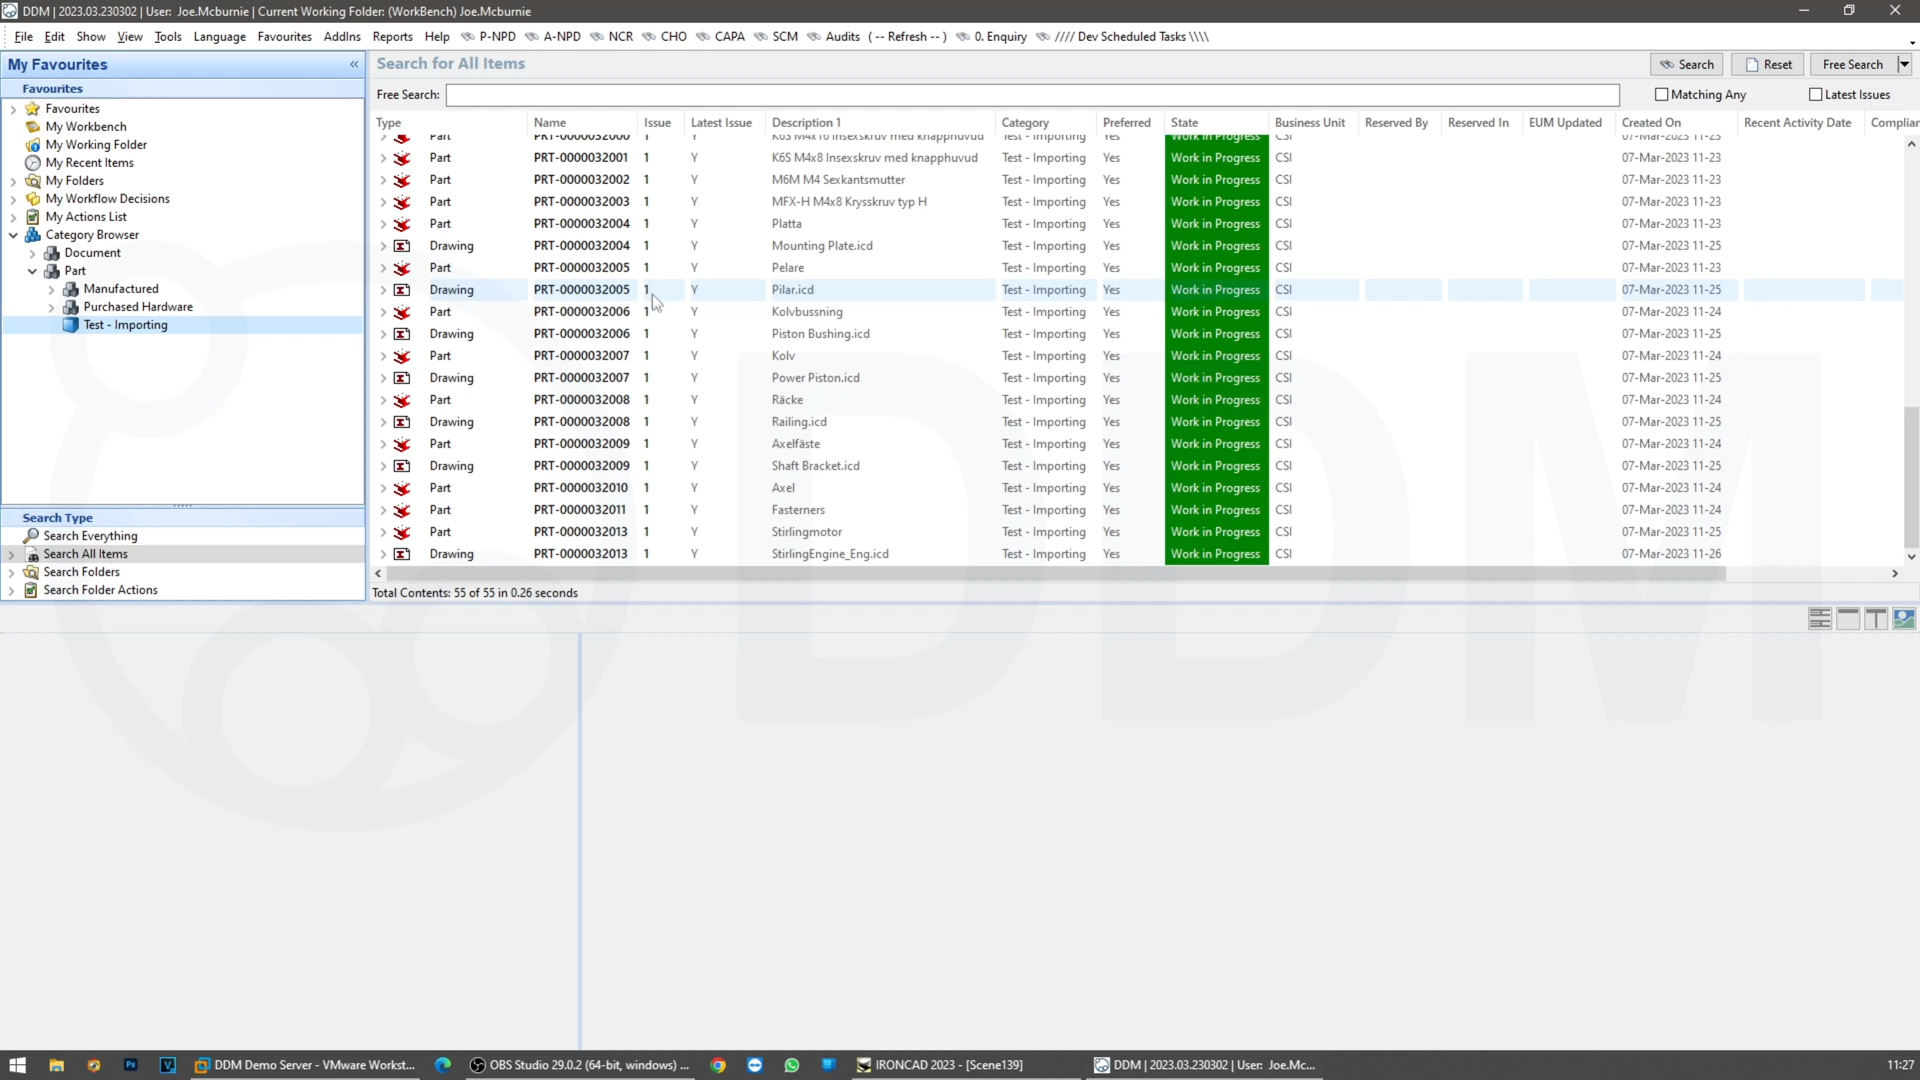 DDM | 2023.03.230302 | User: Joe.Mcburnie | Current Working Folder: (WorkBench) Joe.Mcburnie
File Edit Show View Tools Language Favourites AddIns Reports Help P-NPD A-NPD NCR CHO CAPA SCM Audits ( -- Refresh -- ) 0. Enquiry //// Dev Scheduled Tasks \\\\
My Favourites «
Favourites
Favourites
My Workbench
My Working Folder
My Recent Items
My Folders
My Workflow Decisions
My Actions List
Category Browser
Document
Part
Manufactured
Purchased Hardware
Test - Importing
Search Type
Search Everything
Search All Items
Search Folders
Search Folder Actions
Search for All Items Search Reset Free Search
Free Search: Matching Any Latest Issues
Type Name Issue Latest Issue Description 1 Category Preferred State Business Unit Reserved By Reserved In EUM Updated Created On Recent Activity Date Complian
Part PRT-0000032000 1 Y K6S M4x10 Insexskruv med knapphuvud Test - Importing Yes Work in Progress CSI 07-Mar-2023 11-23
Part PRT-0000032001 1 Y K6S M4x8 Insexskruv med knapphuvud Test - Importing Yes Work in Progress CSI 07-Mar-2023 11-23
Part PRT-0000032002 1 Y M6M M4 Sexkantsmutter Test - Importing Yes Work in Progress CSI 07-Mar-2023 11-23
Part PRT-0000032003 1 Y MFX-H M4x8 Krysskruv typ H Test - Importing Yes Work in Progress CSI 07-Mar-2023 11-23
Part PRT-0000032004 1 Y Platta Test - Importing Yes Work in Progress CSI 07-Mar-2023 11-23
Drawing PRT-0000032004 1 Y Mounting Plate.icd Test - Importing Yes Work in Progress CSI 07-Mar-2023 11-25
Part PRT-0000032005 1 Y Pelare Test - Importing Yes Work in Progress CSI 07-Mar-2023 11-23
Drawing PRT-0000032005 1 Y Pilar.icd Test - Importing Yes Work in Progress CSI 07-Mar-2023 11-25
Part PRT-0000032006 1 Y Kolvbussning Test - Importing Yes Work in Progress CSI 07-Mar-2023 11-24
Drawing PRT-0000032006 1 Y Piston Bushing.icd Test - Importing Yes Work in Progress CSI 07-Mar-2023 11-25
Part PRT-0000032007 1 Y Kolv Test - Importing Yes Work in Progress CSI 07-Mar-2023 11-24
Drawing PRT-0000032007 1 Y Power Piston.icd Test - Importing Yes Work in Progress CSI 07-Mar-2023 11-25
Part PRT-0000032008 1 Y Räcke Test - Importing Yes Work in Progress CSI 07-Mar-2023 11-24
Drawing PRT-0000032008 1 Y Railing.icd Test - Importing Yes Work in Progress CSI 07-Mar-2023 11-25
Part PRT-0000032009 1 Y Axelfäste Test - Importing Yes Work in Progress CSI 07-Mar-2023 11-24
Drawing PRT-0000032009 1 Y Shaft Bracket.icd Test - Importing Yes Work in Progress CSI 07-Mar-2023 11-25
Part PRT-0000032010 1 Y Axel Test - Importing Yes Work in Progress CSI 07-Mar-2023 11-24
Part PRT-0000032011 1 Y Fasterners Test - Importing Yes Work in Progress CSI 07-Mar-2023 11-24
Part PRT-0000032013 1 Y Stirlingmotor Test - Importing Yes Work in Progress CSI 07-Mar-2023 11-25
Drawing PRT-0000032013 1 Y StirlingEngine_Eng.icd Test - Importing Yes Work in Progress CSI 07-Mar-2023 11-26
Total Contents: 55 of 55 in 0.26 seconds
DDM
DDM Demo Server - VMware Workst... OBS Studio 29.0.2 (64-bit, windows) ... IRONCAD 2023 - [Scene139] DDM | 2023.03.230302 | User: Joe.Mc... 11:27